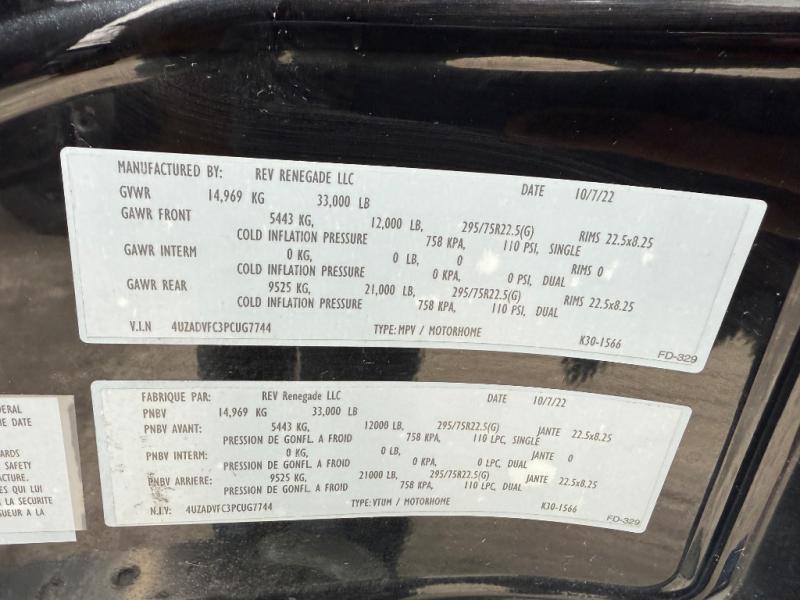 MANUFACTURED BY: REV RENEGADE LLC DATE 10/7/22
GVWR 14,969 KG 33,000 LB
GAWR FRONT 5443 KG, 12,000 LB, 295/75R22.5(G) RIMS 22.5x8.25
COLD INFLATION PRESSURE 758 KPA, 110 PSI, SINGLE
GAWR INTERM 0 KG, 0 LB, 0 RIMS 0
COLD INFLATION PRESSURE 0 KPA, 0 PSI, DUAL
GAWR REAR 9525 KG, 21,000 LB, 295/75R22.5(G) RIMS 22.5x8.25
COLD INFLATION PRESSURE 758 KPA, 110 PSI, DUAL
V.I.N 4UZADVFC3PCUG7744 TYPE: MPV / MOTORHOME K30-1566
FD-329
FABRIQUE PAR: REV Renegade LLC DATE 10/7/22
PNBV 14,969 KG 33,000 LB
PNBV AVANT: 5443 KG, 12000 LB, 295/75R22.5(G) JANTE 22.5x8.25
PRESSION DE GONFL. A FROID 758 KPA, 110 LPC, SINGLE
PNBV INTERM: 0 KG, 0 LB, 0 JANTE 0
PRESSION DE GONFL. A FROID 0 KPA, 0 LPC, DUAL
PNBV ARRIERE: 9525 KG, 21000 LB, 295/75R22.5(G) JANTE 22.5x8.25
PRESSION DE GONFL. A FROID 758 KPA, 110 LPC, DUAL
N.I.V: 4UZADVFC3PCUG7744 TYPE: VTUM / MOTORHOME K30-1566
FD-329
DERAL
HE DATE
ARDS
SAFETY
ACTURE.
ES QUI LUI
LA SECURITE
GUEUR A LA